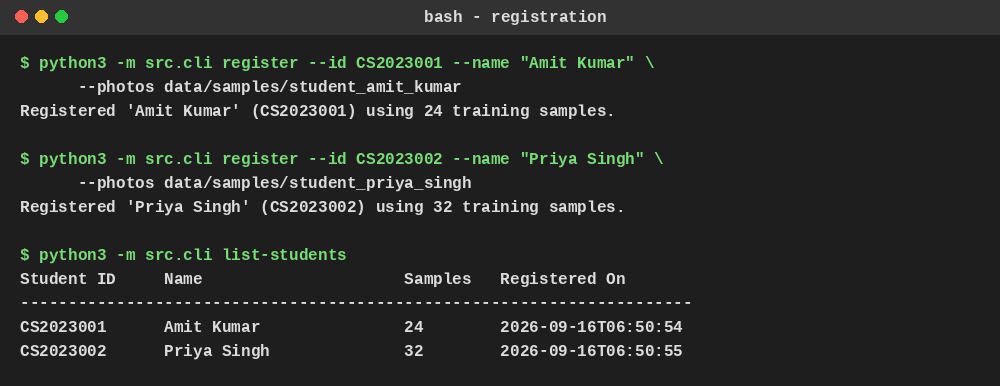 bash - registration
$ python3 -m src.cli register --id CS2023001 --name "Amit Kumar" \
      --photos data/samples/student_amit_kumar
Registered 'Amit Kumar' (CS2023001) using 24 training samples.
$ python3 -m src.cli register --id CS2023002 --name "Priya Singh" \
      --photos data/samples/student_priya_singh
Registered 'Priya Singh' (CS2023002) using 32 training samples.
$ python3 -m src.cli list-students
Student ID     Name                     Samples   Registered On
----------------------------------------------------------------------
CS2023001      Amit Kumar               24        2026-09-16T06:50:54
CS2023002      Priya Singh              32        2026-09-16T06:50:55